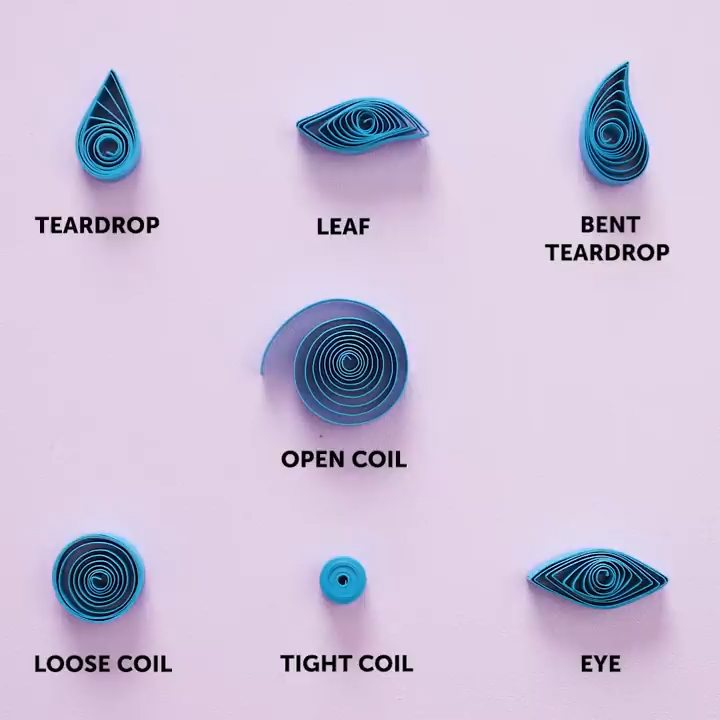 TEARDROP
LEAF
BENT
TEARDROP
OPEN COIL
LOOSE COIL
TIGHT COIL
EYE